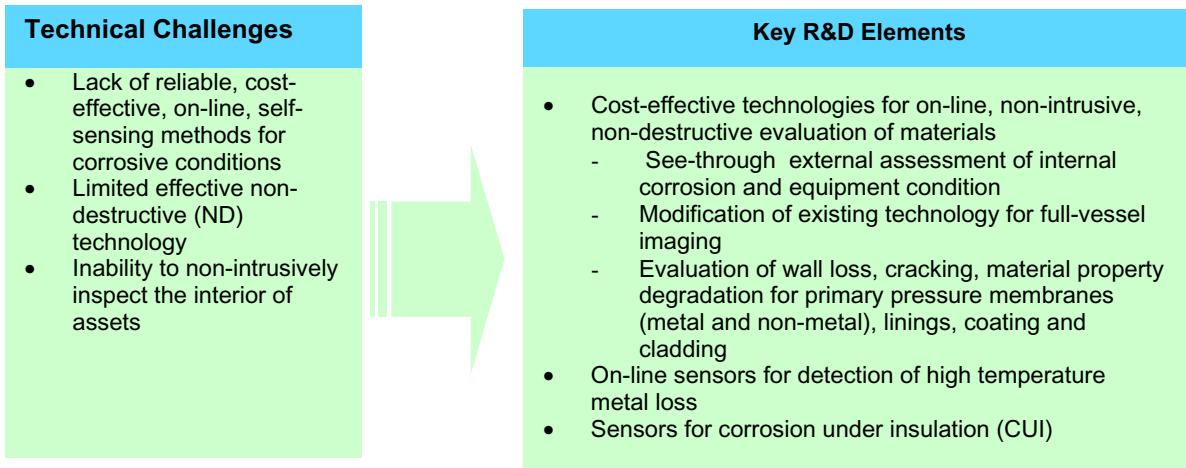 Technical Challenges
• Lack of reliable, cost-
effective, on-line, self-
sensing methods for
corrosive conditions
• Limited effective non-
destructive (ND)
technology
• Inability to non-intrusively
inspect the interior of
assets
Key R&D Elements
• Cost-effective technologies for on-line, non-intrusive,
non-destructive evaluation of materials
- See-through external assessment of internal
corrosion and equipment condition
- Modification of existing technology for full-vessel
imaging
- Evaluation of wall loss, cracking, material property
degradation for primary pressure membranes
(metal and non-metal), linings, coating and
cladding
• On-line sensors for detection of high temperature
metal loss
• Sensors for corrosion under insulation (CUI)